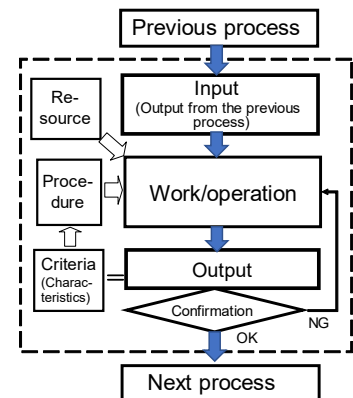 Previous process
Input
(Output from the previous
process)
Re-
source
Work/operation
Proce-
dure
Output
Criteria
(Charac-
teristics)
Confirmation
NG
OK
Next process